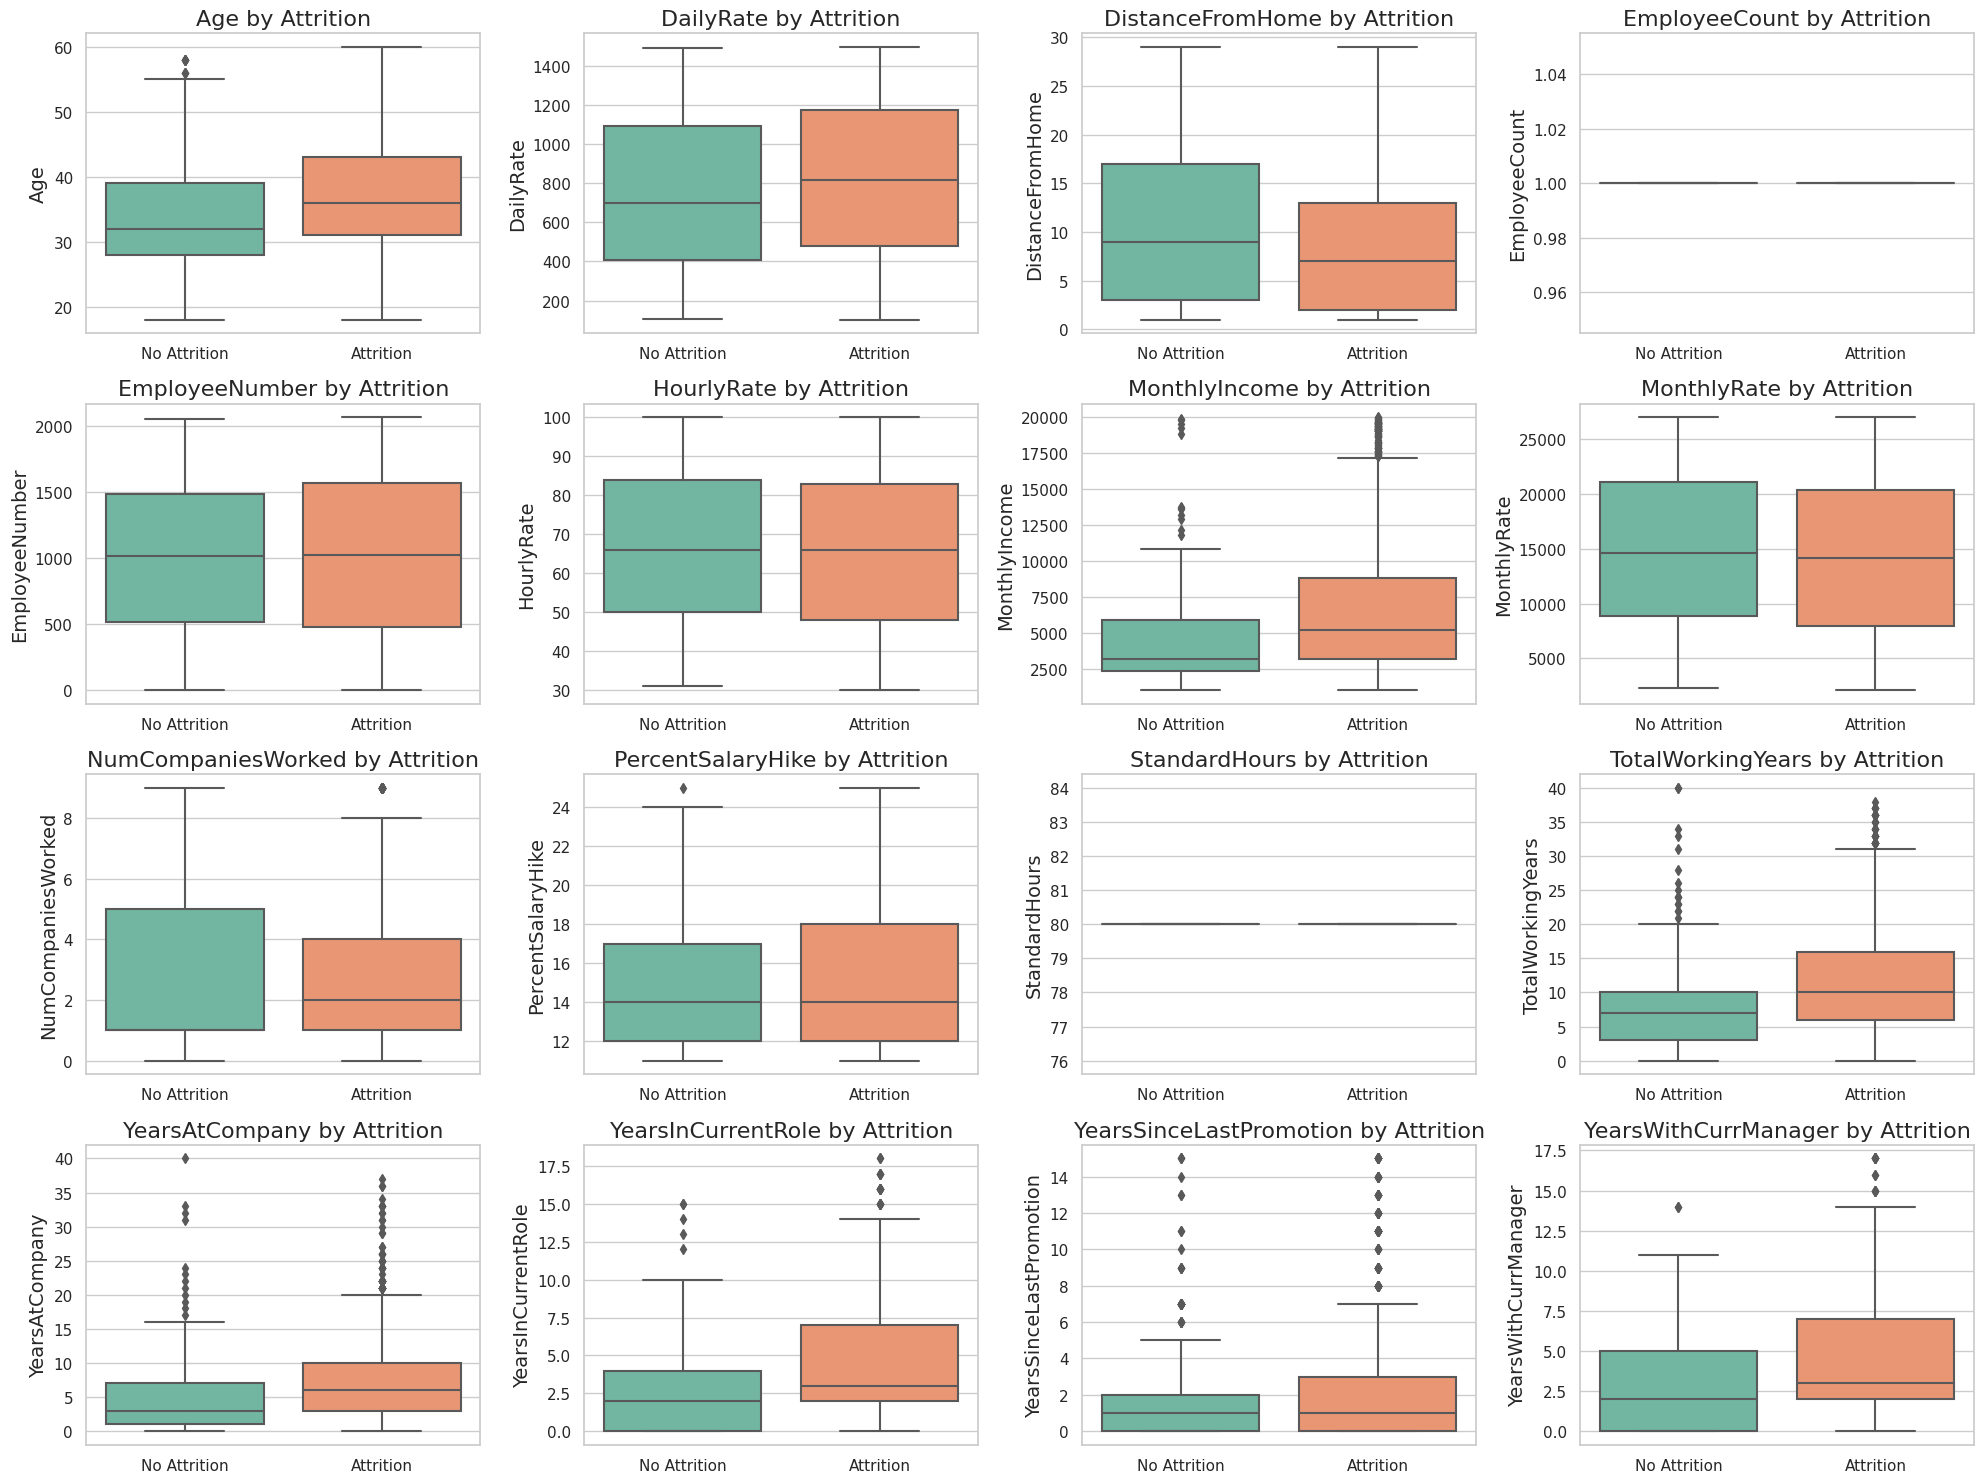 Age by Attrition
Age
60
50
40
30
20
No Attrition
Attrition
DailyRate by Attrition
DailyRate
1400
1200
1000
800
600
400
200
No Attrition
Attrition
DistanceFromHome by Attrition
DistanceFromHome
30
25
20
15
10
5
0
No Attrition
Attrition
EmployeeCount by Attrition
EmployeeCount
1.04
1.02
1.00
0.98
0.96
No Attrition
Attrition
EmployeeNumber by Attrition
EmployeeNumber
2000
1500
1000
500
0
No Attrition
Attrition
HourlyRate by Attrition
HourlyRate
100
90
80
70
60
50
40
30
No Attrition
Attrition
MonthlyIncome by Attrition
MonthlyIncome
20000
17500
15000
12500
10000
7500
5000
2500
No Attrition
Attrition
MonthlyRate by Attrition
MonthlyRate
25000
20000
15000
10000
5000
No Attrition
Attrition
NumCompaniesWorked by Attrition
NumCompaniesWorked
8
6
4
2
0
No Attrition
Attrition
PercentSalaryHike by Attrition
PercentSalaryHike
24
22
20
18
16
14
12
No Attrition
Attrition
StandardHours by Attrition
StandardHours
84
83
82
81
80
79
78
77
76
No Attrition
Attrition
TotalWorkingYears by Attrition
TotalWorkingYears
40
35
30
25
20
15
10
5
0
No Attrition
Attrition
YearsAtCompany by Attrition
YearsAtCompany
40
35
30
25
20
15
10
5
0
No Attrition
Attrition
YearsInCurrentRole by Attrition
YearsInCurrentRole
17.5
15.0
12.5
10.0
7.5
5.0
2.5
0.0
No Attrition
Attrition
YearsSinceLastPromotion by Attrition
YearsSinceLastPromotion
14
12
10
8
6
4
2
0
No Attrition
Attrition
YearsWithCurrManager by Attrition
YearsWithCurrManager
17.5
15.0
12.5
10.0
7.5
5.0
2.5
0.0
No Attrition
Attrition